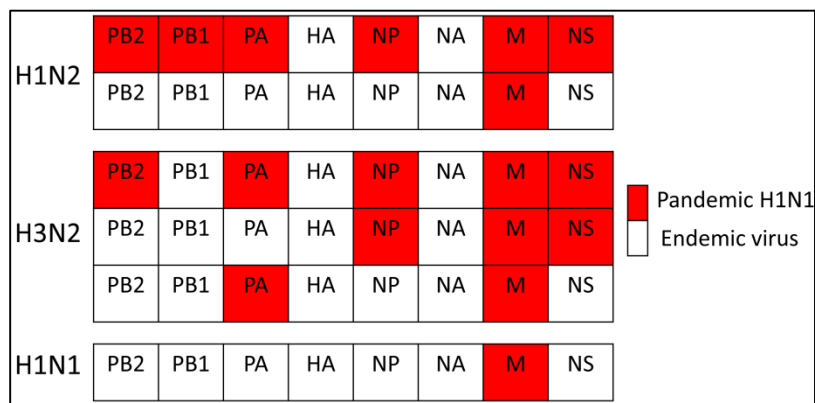 PB2 PB1 PA HA NP NA M NS
H1N2
PB2 PB1 PA HA NP NA M NS
PB2 PB1 PA HA NP NA M NS
H3N2 PB2 PB1 PA HA NP NA M NS
PB2 PB1 PA HA NP NA M NS
H1N1 PB2 PB1 PA HA NP NA M NS
Pandemic H1N1
Endemic virus